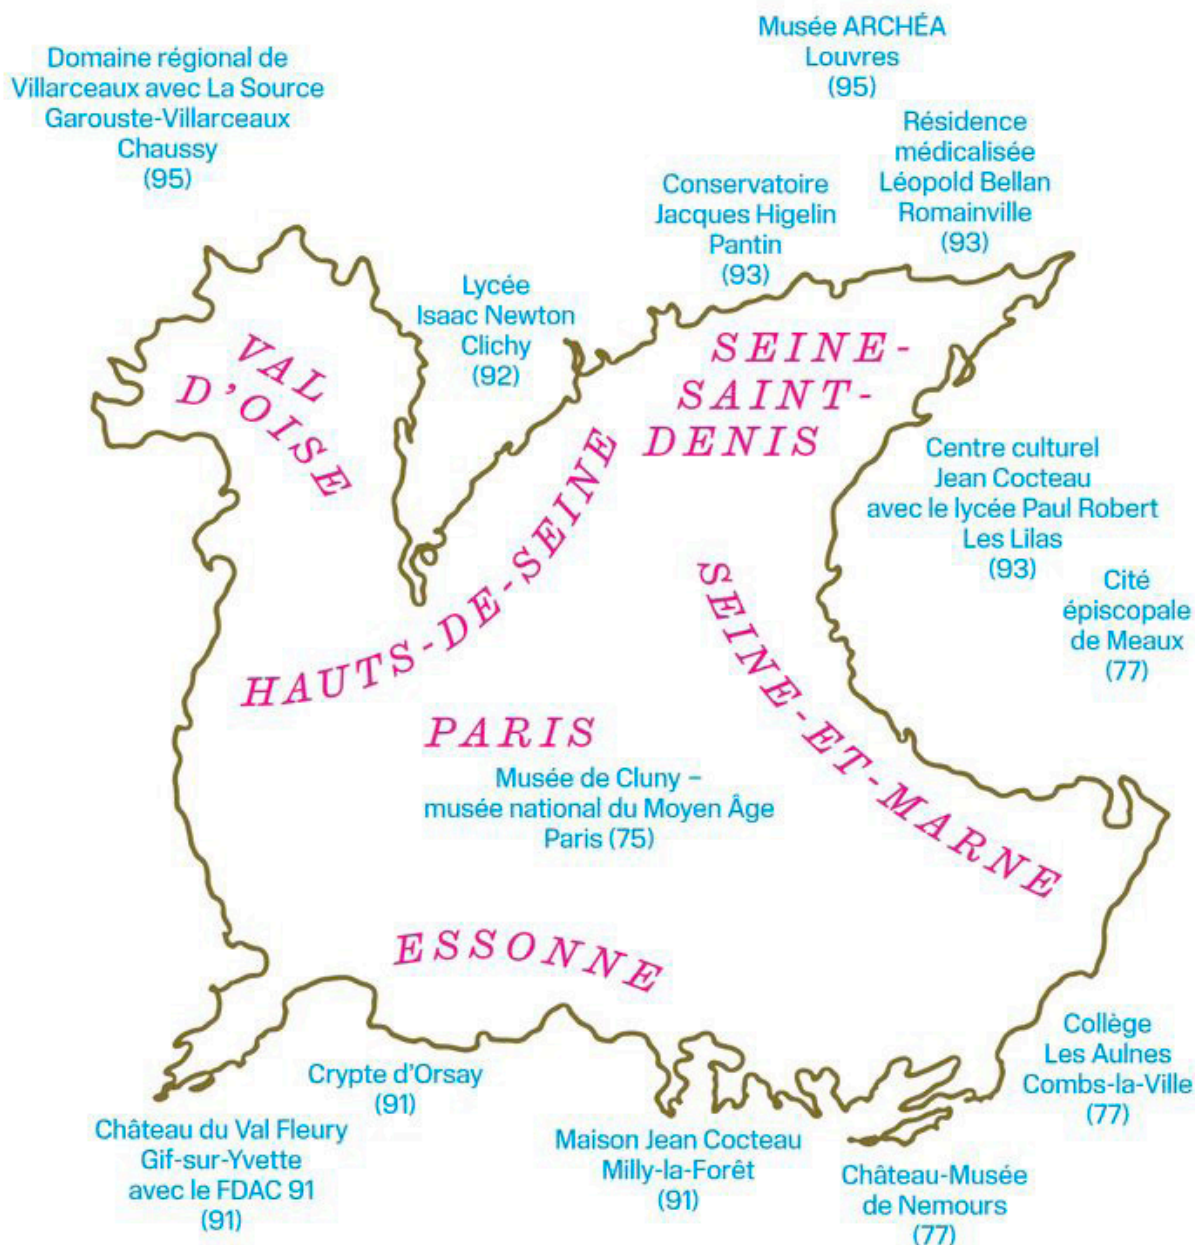 Musée ARCHÉA
Louvres
(95)
Domaine régional de
Villarceaux avec La Source
Garouste-Villarceaux
Chaussy
(95)
Résidence
médicalisée
Léopold Bellan
Romainville
(93)
Conservatoire
Jacques Higelin
Pantin
(93)
Lycée
Isaac Newton
Clichy
(92)
VAL
D'OISE
SEINE-
SAINT-
DENIS
HAUTS-DE-SEINE
Centre culturel
Jean Cocteau
avec le lycée Paul Robert
Les Lilas
(93)
Cité
épiscopale
de Meaux
(77)
SEINE-ET-MARNE
PARIS
Musée de Cluny –
musée national du Moyen Âge
Paris (75)
ESSONNE
Collège
Les Aulnes
Combs-la-Ville
(77)
Crypte d'Orsay
(91)
Château du Val Fleury
Gif-sur-Yvette
avec le FDAC 91
(91)
Maison Jean Cocteau
Milly-la-Forêt
(91)
Château-Musée
de Nemours
(77)